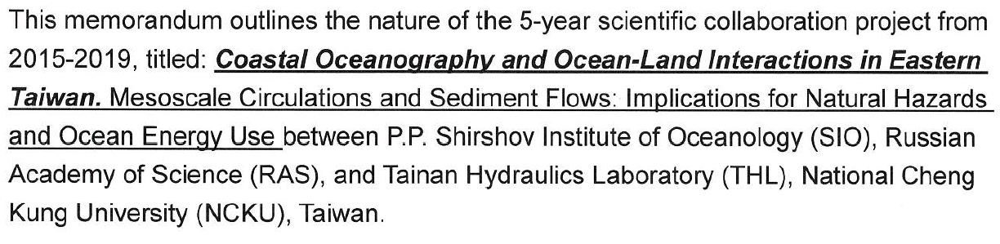 This memorandum outlines the nature of the 5-year scientific collaboration project from
2015-2019, titled: Coastal Oceanography and Ocean-Land Interactions in Eastern
Taiwan. Mesoscale Circulations and Sediment Flows: Implications for Natural Hazards
and Ocean Energy Use between P.P. Shirshov Institute of Oceanology (SIO), Russian
Academy of Science (RAS), and Tainan Hydraulics Laboratory (THL), National Cheng
Kung University (NCKU), Taiwan.